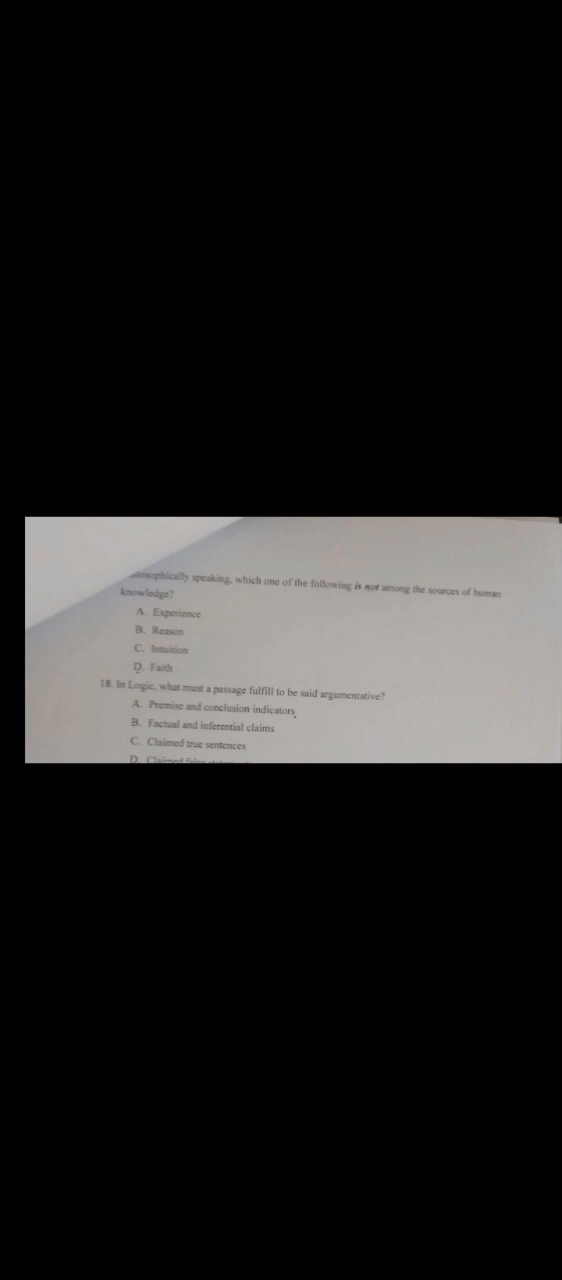 speaking, which one of the following is not among the sources of human
knowledge?
A. Experience
B. Reason
C. Intuition
D. Faith
18. In Logic, what must a passage fulfill to be said argumentative?
A. Premise and conclusion indicators
B. Factual and inferential claims
C. Claimed true sentences
D. Claimed false